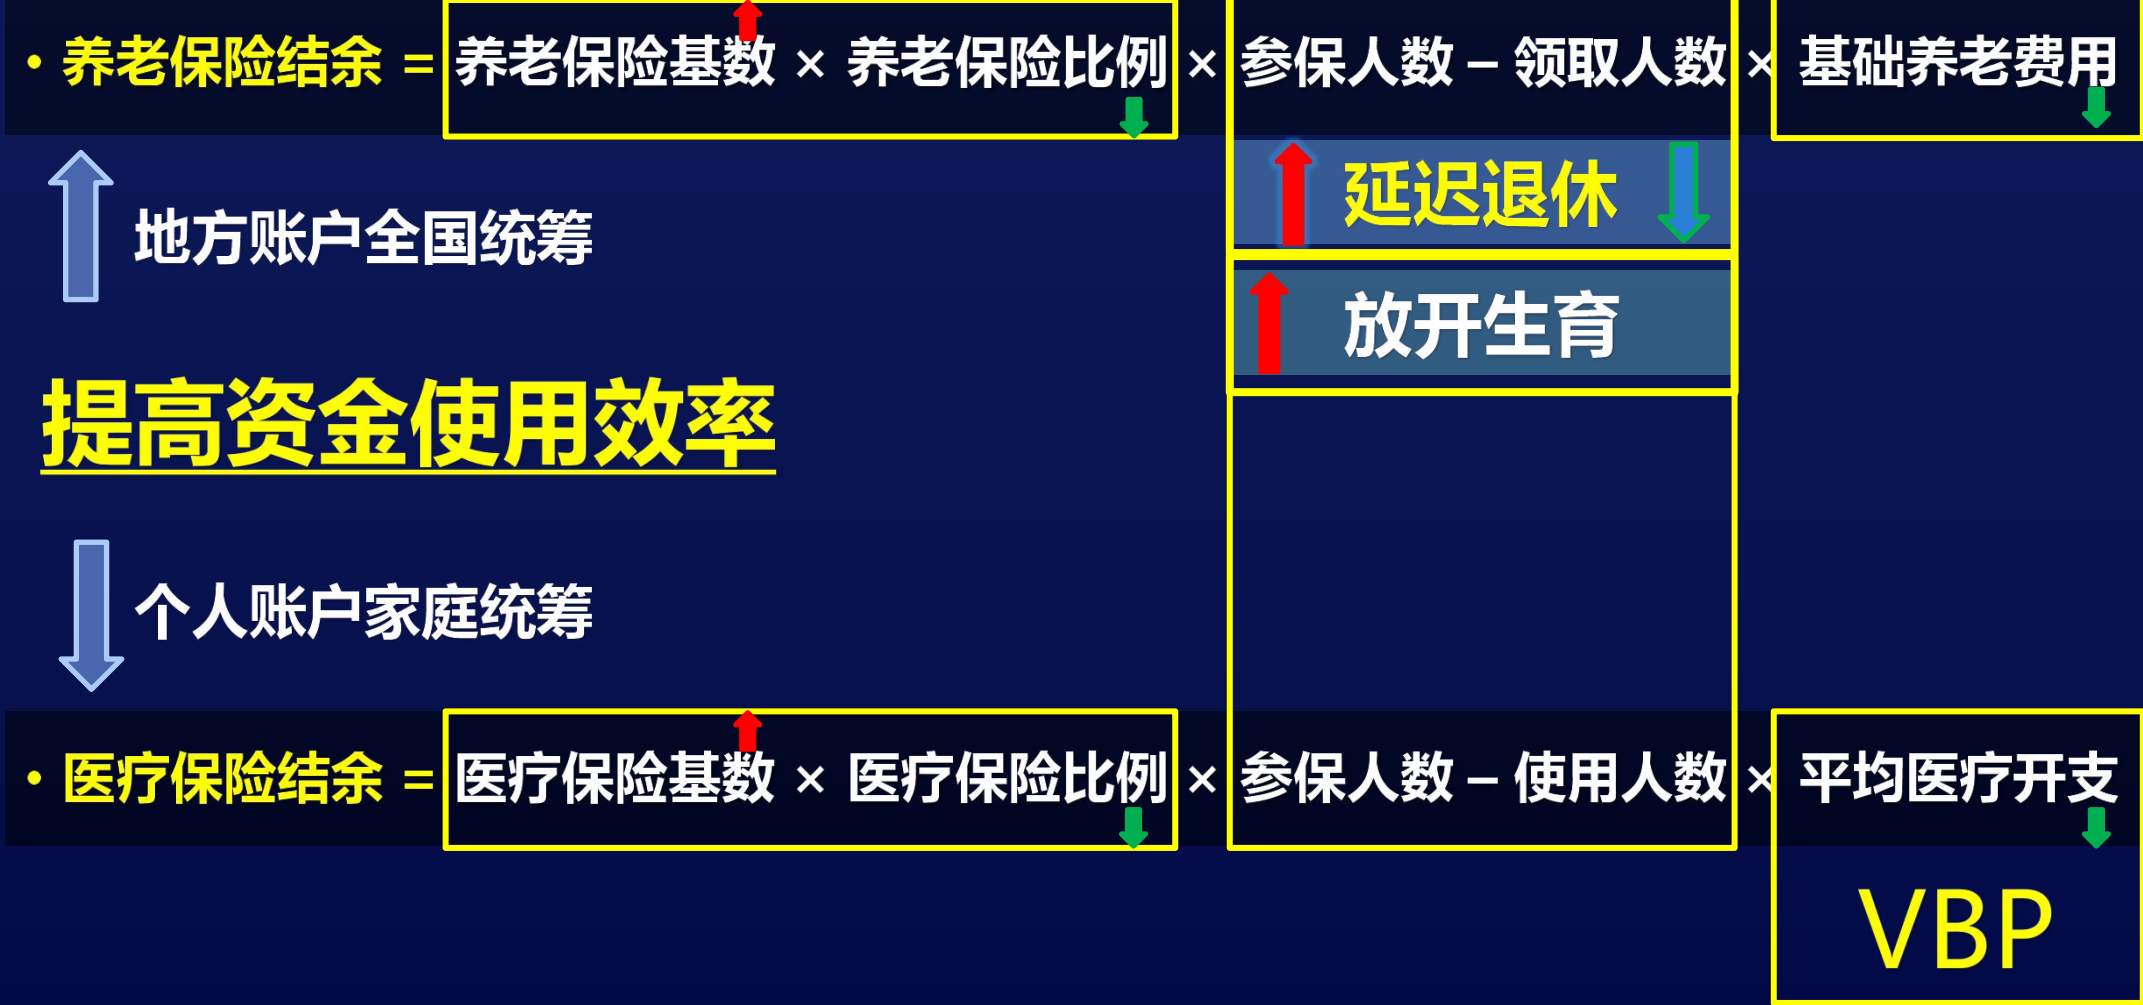 • 养老保险结余 = 养老保险基数 × 养老保险比例 × 参保人数 – 领取人数 × 基础养老费用
延迟退休
地方账户全国统筹
放开生育
提高资金使用效率
个人账户家庭统筹
• 医疗保险结余 = 医疗保险基数 × 医疗保险比例 × 参保人数 – 使用人数 × 平均医疗开支
VBP